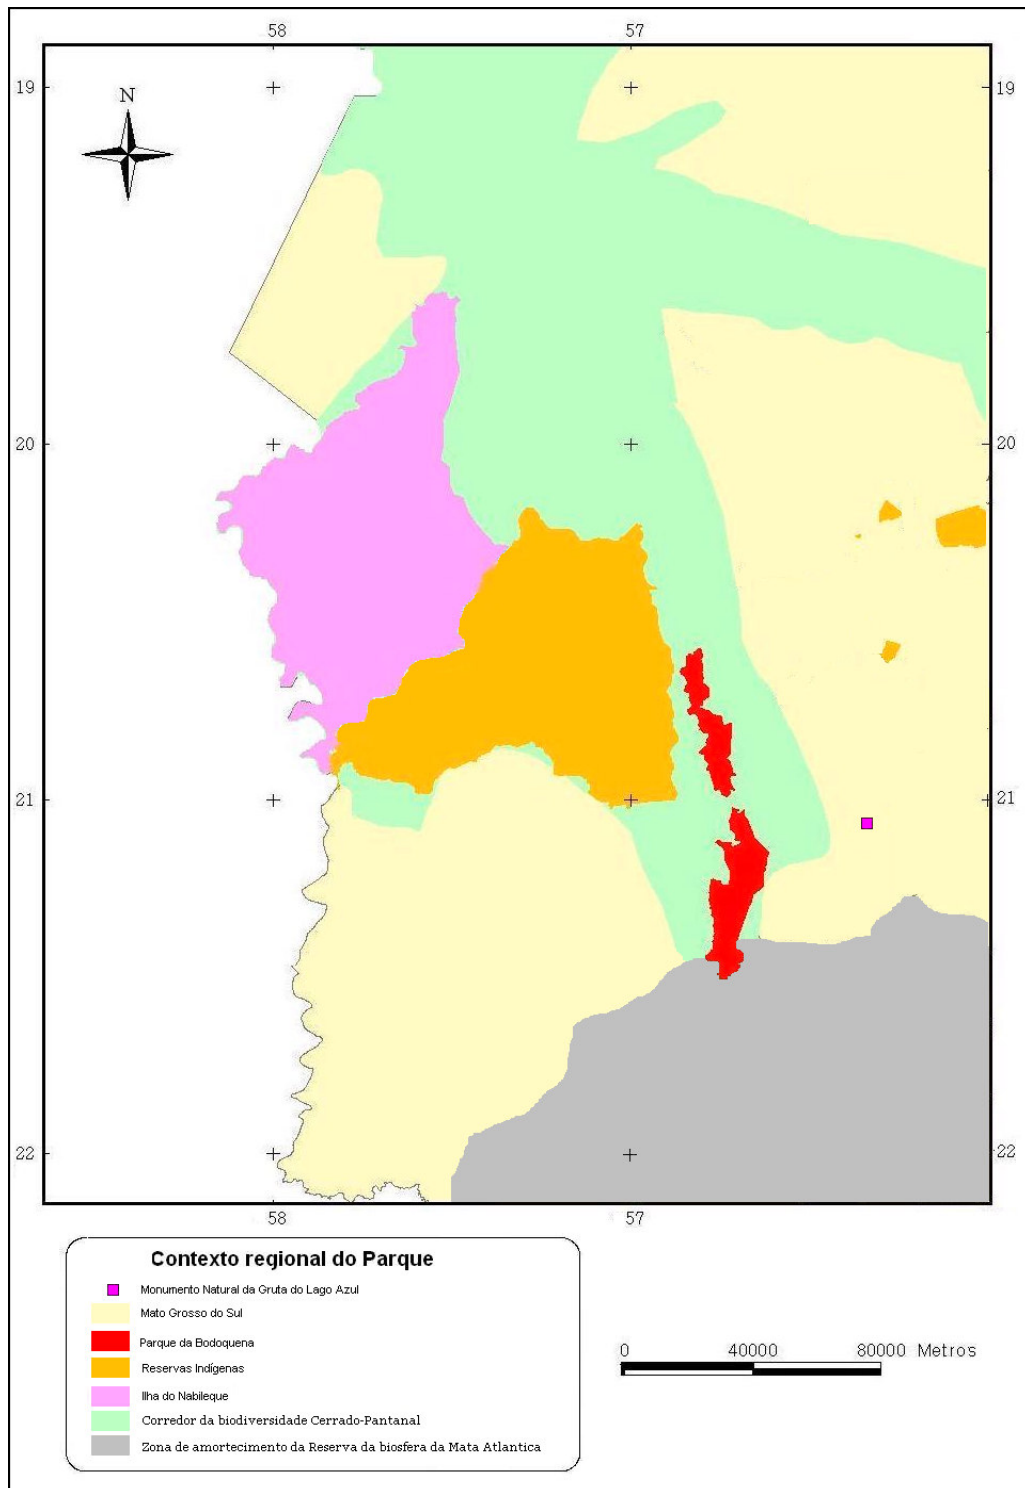 58 57
19 19
N
20 20
21 21
22 22
58 57
Contexto regional do Parque
Monumento Natural da Gruta do Lago Azul
Mato Grosso do Sul
Parque da Bodoquena
Reservas Indígenas
Ilha do Nabileque
Corredor da biodiversidade Cerrado-Pantanal
Zona de amortecimento da Reserva da biosfera da Mata Atlantica
0 40000 80000 Metros